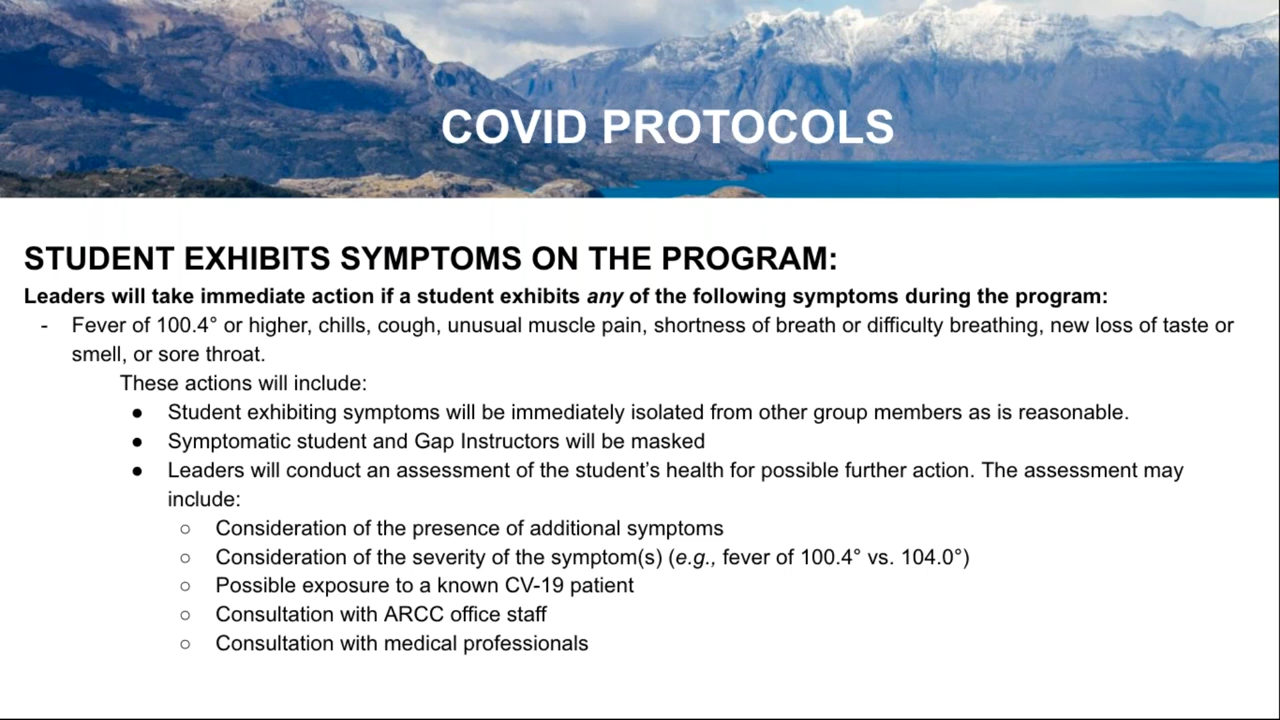 COVID PROTOCOLS
STUDENT EXHIBITS SYMPTOMS ON THE PROGRAM:
Leaders will take immediate action if a student exhibits any of the following symptoms during the program:
- Fever of 100.4° or higher, chills, cough, unusual muscle pain, shortness of breath or difficulty breathing, new loss of taste or
smell, or sore throat.
These actions will include:
● Student exhibiting symptoms will be immediately isolated from other group members as is reasonable.
● Symptomatic student and Gap Instructors will be masked
● Leaders will conduct an assessment of the student’s health for possible further action. The assessment may
include:
○ Consideration of the presence of additional symptoms
○ Consideration of the severity of the symptom(s) (e.g., fever of 100.4° vs. 104.0°)
○ Possible exposure to a known CV-19 patient
○ Consultation with ARCC office staff
○ Consultation with medical professionals